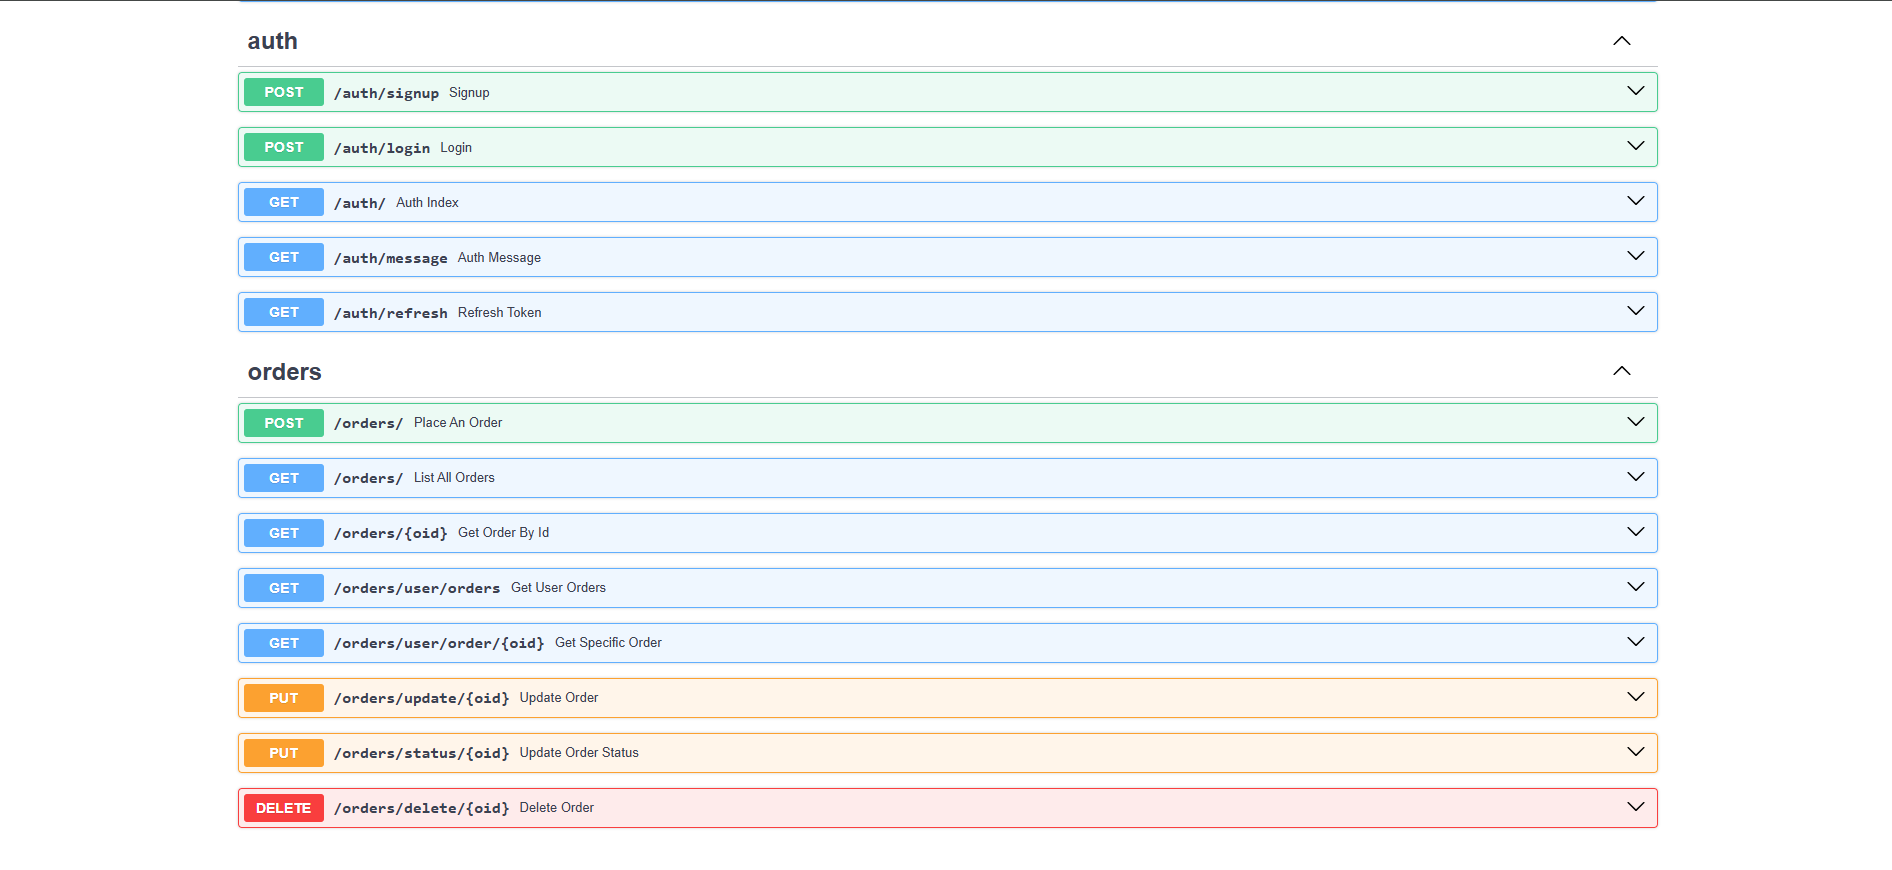 auth
POST /auth/signup Signup
POST /auth/login Login
GET /auth/ Auth Index
GET /auth/message Auth Message
GET /auth/refresh Refresh Token
orders
POST /orders/ Place An Order
GET /orders/ List All Orders
GET /orders/{oid} Get Order By Id
GET /orders/user/orders Get User Orders
GET /orders/user/order/{oid} Get Specific Order
PUT /orders/update/{oid} Update Order
PUT /orders/status/{oid} Update Order Status
DELETE /orders/delete/{oid} Delete Order